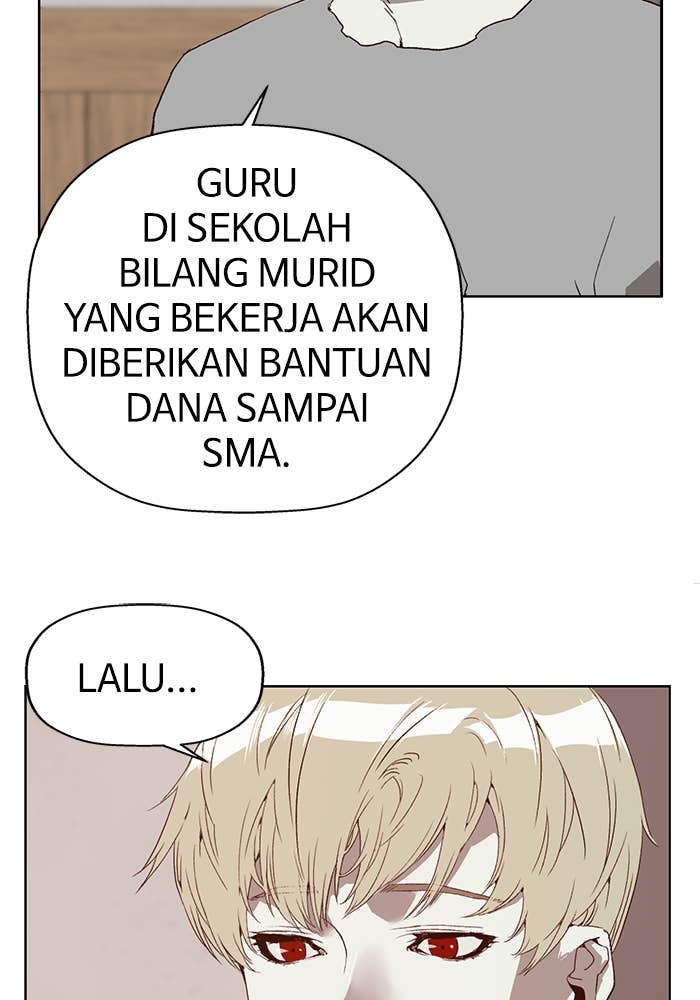 GURU
DI SEKOLAH
BILANG MURID
YANG BEKERJA AKAN
DIBERIKAN BANTUAN
DANA SAMPAI
SMA.
LALU...